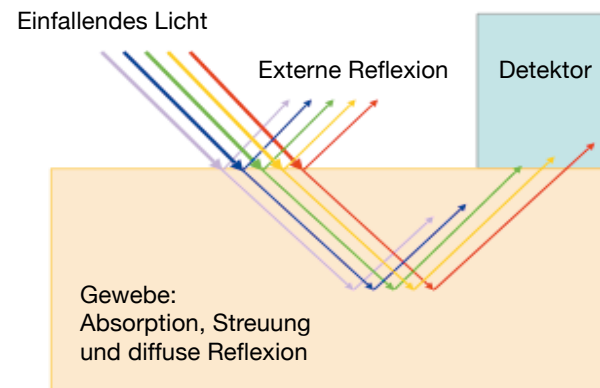 Einfallendes Licht
Externe Reflexion
Detektor
Gewebe:
Absorption, Streuung
und diffuse Reflexion